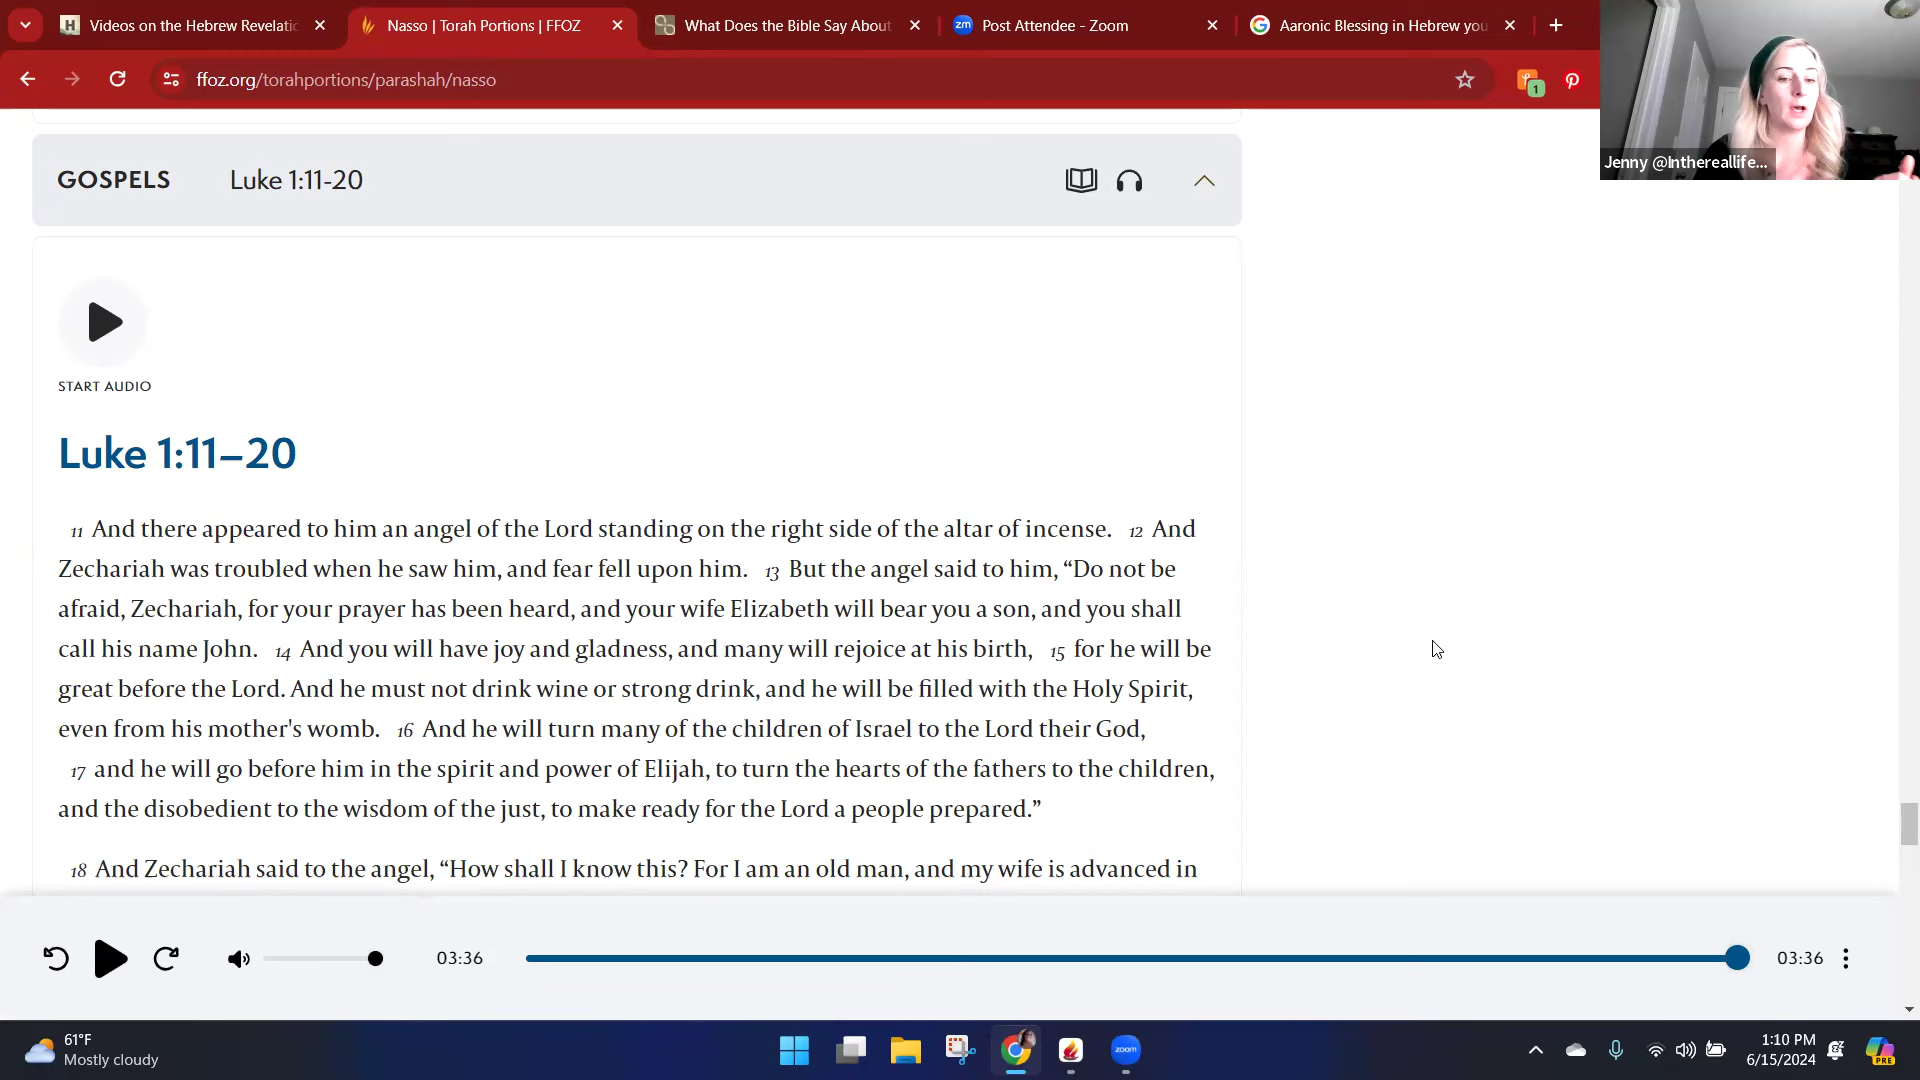 Videos on the Hebrew Revelatic
Nasso | Torah Portions | FFOZ
What Does the Bible Say About
Post Attendee - Zoom
Aaronic Blessing in Hebrew you
ffoz.org/torahportions/parashah/nasso
1
Jenny @Inthereallife...
GOSPELS Luke 1:11-20
START AUDIO
Luke 1:11–20
11 And there appeared to him an angel of the Lord standing on the right side of the altar of incense. 12 And
Zechariah was troubled when he saw him, and fear fell upon him. 13 But the angel said to him, “Do not be
afraid, Zechariah, for your prayer has been heard, and your wife Elizabeth will bear you a son, and you shall
call his name John. 14 And you will have joy and gladness, and many will rejoice at his birth, 15 for he will be
great before the Lord. And he must not drink wine or strong drink, and he will be filled with the Holy Spirit,
even from his mother's womb. 16 And he will turn many of the children of Israel to the Lord their God,
17 and he will go before him in the spirit and power of Elijah, to turn the hearts of the fathers to the children,
and the disobedient to the wisdom of the just, to make ready for the Lord a people prepared.”
18 And Zechariah said to the angel, “How shall I know this? For I am an old man, and my wife is advanced in
03:36 03:36
61°F
Mostly cloudy
zoom
1:10 PM
6/15/2024
PRE